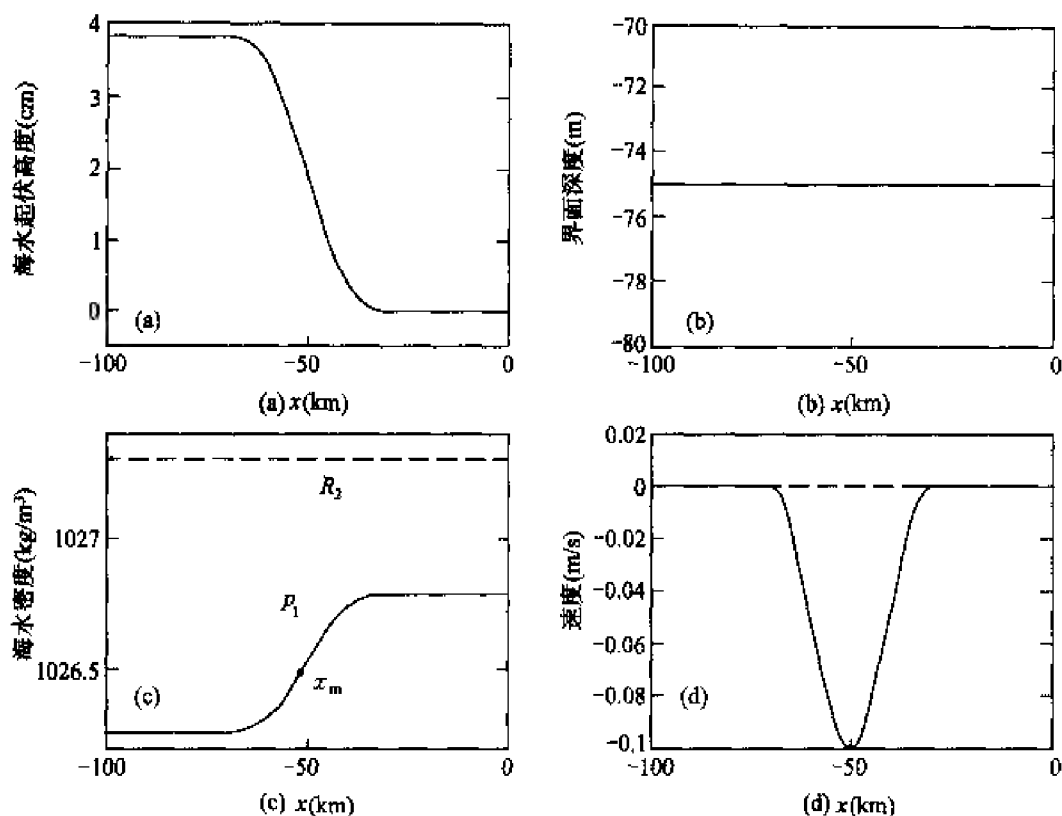 海水起伏高度(cm)
4
3
2
1
0
(a)
-100
-50
0
(a) x(km)
界面深度(m)
-70
-72
-74
-76
-78
-80
(b)
-100
-50
0
(b) x(km)
海水密度(kg/m³)
1027
1026.5
R₂
P₁
x_m
(c)
-100
-50
0
(c) x(km)
速度(m/s)
0.02
0
-0.02
-0.04
-0.06
-0.08
-0.1
(d)
-100
-50
0
(d) x(km)